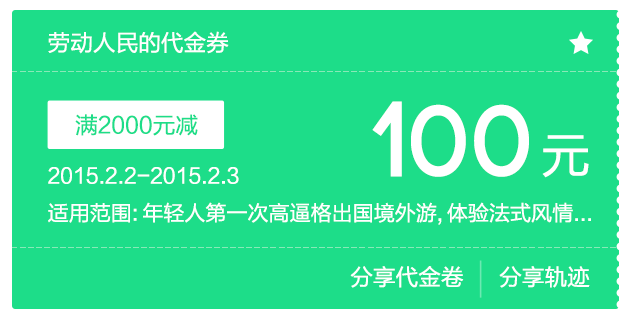 劳动人民的代金券
满2000元减
100元
2015.2.2-2015.2.3
适用范围: 年轻人第一次高逼格出国境外游, 体验法式风情...
分享代金卷
分享轨迹